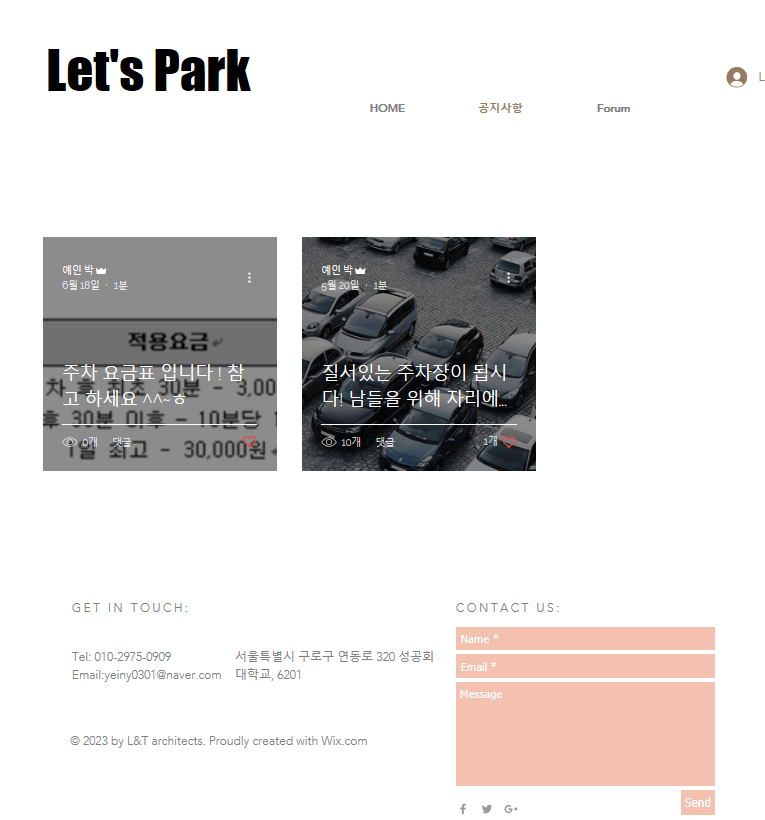 Let's Park
L
HOME
공지사항
Forum
예인 박
6월 18일 · 1분
적용요금
차 후 최초 30분 - 3,00
후 30분 이후 - 10분당 1
1일 최고 - 30,000원
주차 요금표 입니다 ! 참
고 하세요 ^^~ㅎ
0개 댓글
예인 박
5월 20일 · 1분
질서있는 주차장이 됩시
다! 남들을 위해 자리에...
10개 댓글
1개
GET IN TOUCH:
Tel: 010-2975-0909
Email:yeiny0301@naver.com
서울특별시 구로구 연동로 320 성공회
대학교, 6201
© 2023 by L&T architects. Proudly created with Wix.com
CONTACT US:
Name *
Email *
Message
Send
G+